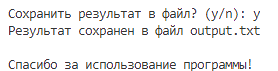 Сохранить результат в файл? (y/n): y
Результат сохранен в файл output.txt
Спасибо за использование программы!